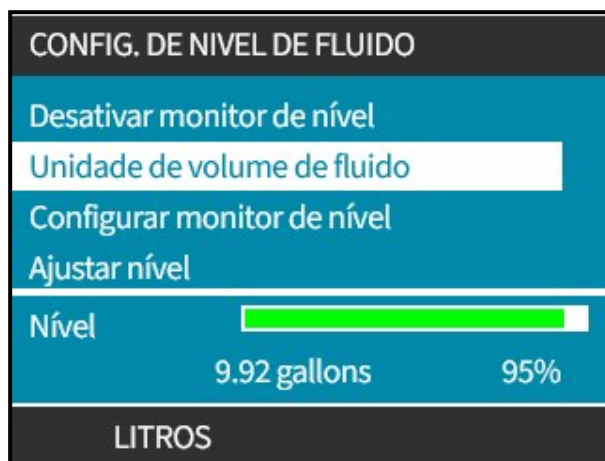 CONFIG. DE NIVEL DE FLUIDO
Desativar monitor de nível
Unidade de volume de fluido
Configurar monitor de nível
Ajustar nível
Nível
9.92 gallons 95%
LITROS